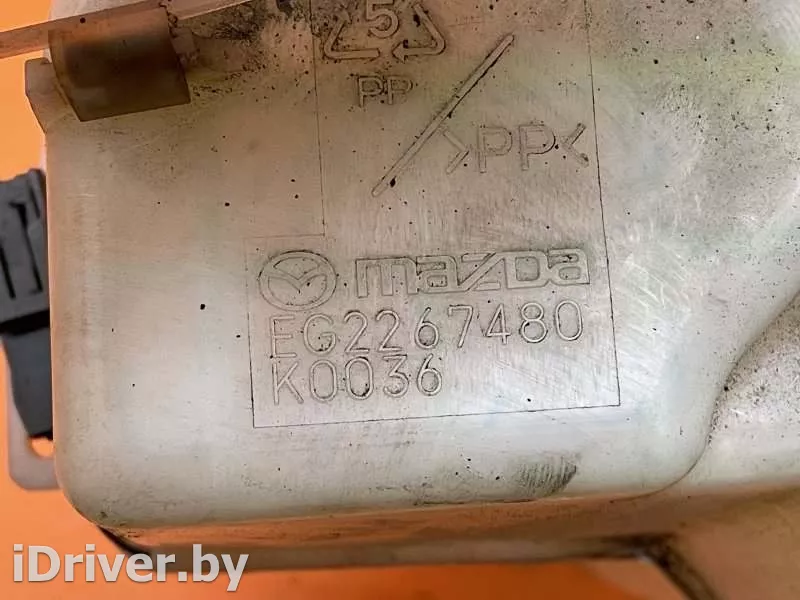 5
PP
>PP<
mazda
EG2267480
K0036
iDriver.by